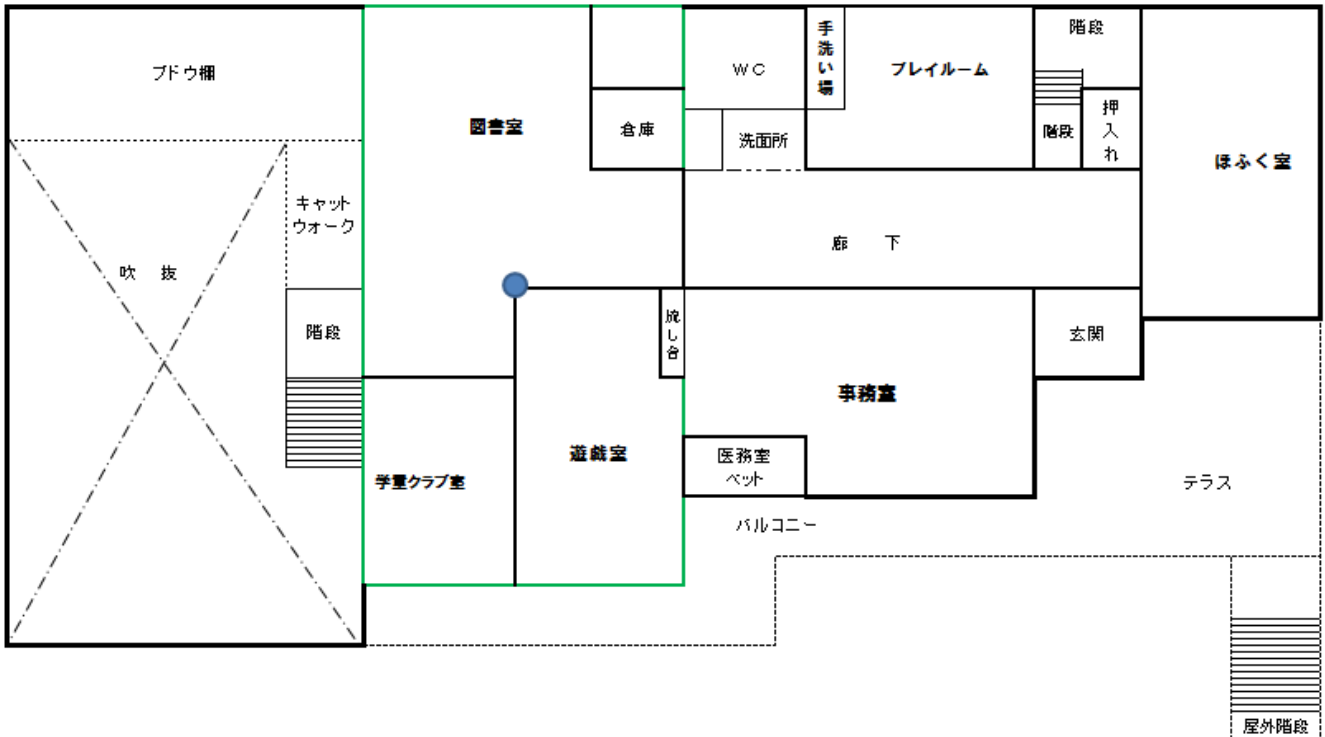 ブドウ棚
図書室
倉庫
WC
手洗い場
プレイルーム
階段
洗面所
階段
押入れ
ほふく室
キャット
ウォーク
吹 抜
廊 下
階段
流し台
玄関
事務室
学童クラブ室
遊戯室
医務室
ベット
テラス
バルコニー
屋外階段